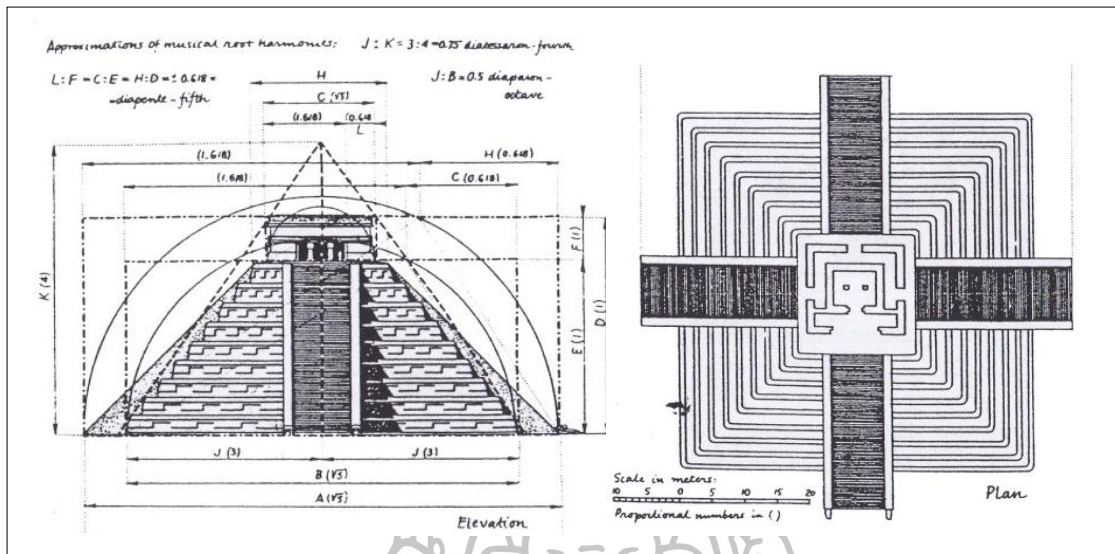 Approximations of musical root harmonies: J : K = 3:4 = 0.75 diatessaron-fourth
L : F = C : E = H : D = ± 0.618 =
= diapente - fifth
J : B = 0.5 diapason -
octave
H
C (√5)
(1.618) (0.618)
L
(1.618) H (0.618)
(1.618) C (0.618)
K (4)
F (1)
D (1)
E (1)
J (3) J (3)
B (√5)
A (√5)
Elevation
Scale in meters:
10 5 0 5 10 15 20
Proportional numbers in ( )
Plan